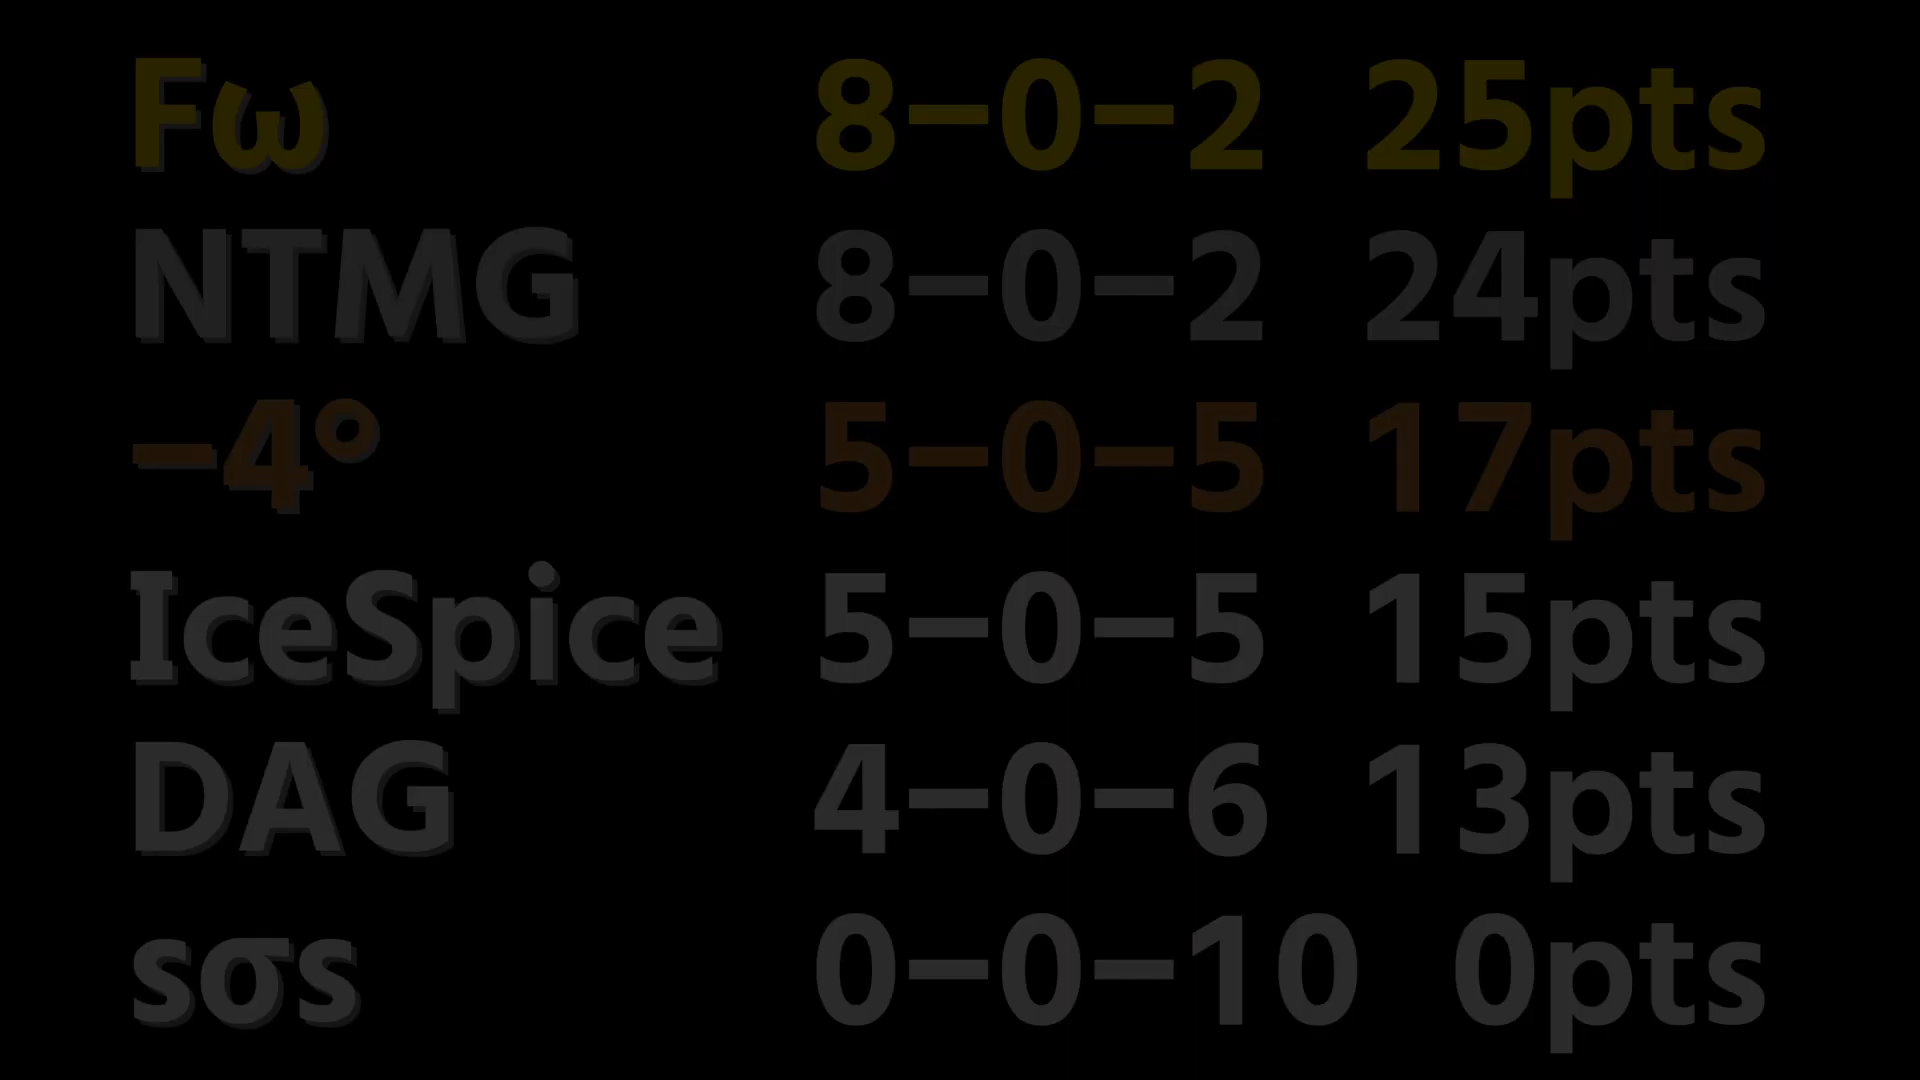 Fω 8-0-2 25pts
NTMG 8-0-2 24pts
-4° 5-0-5 17pts
IceSpice 5-0-5 15pts
DAG 4-0-6 13pts
sσs 0-0-10 0pts